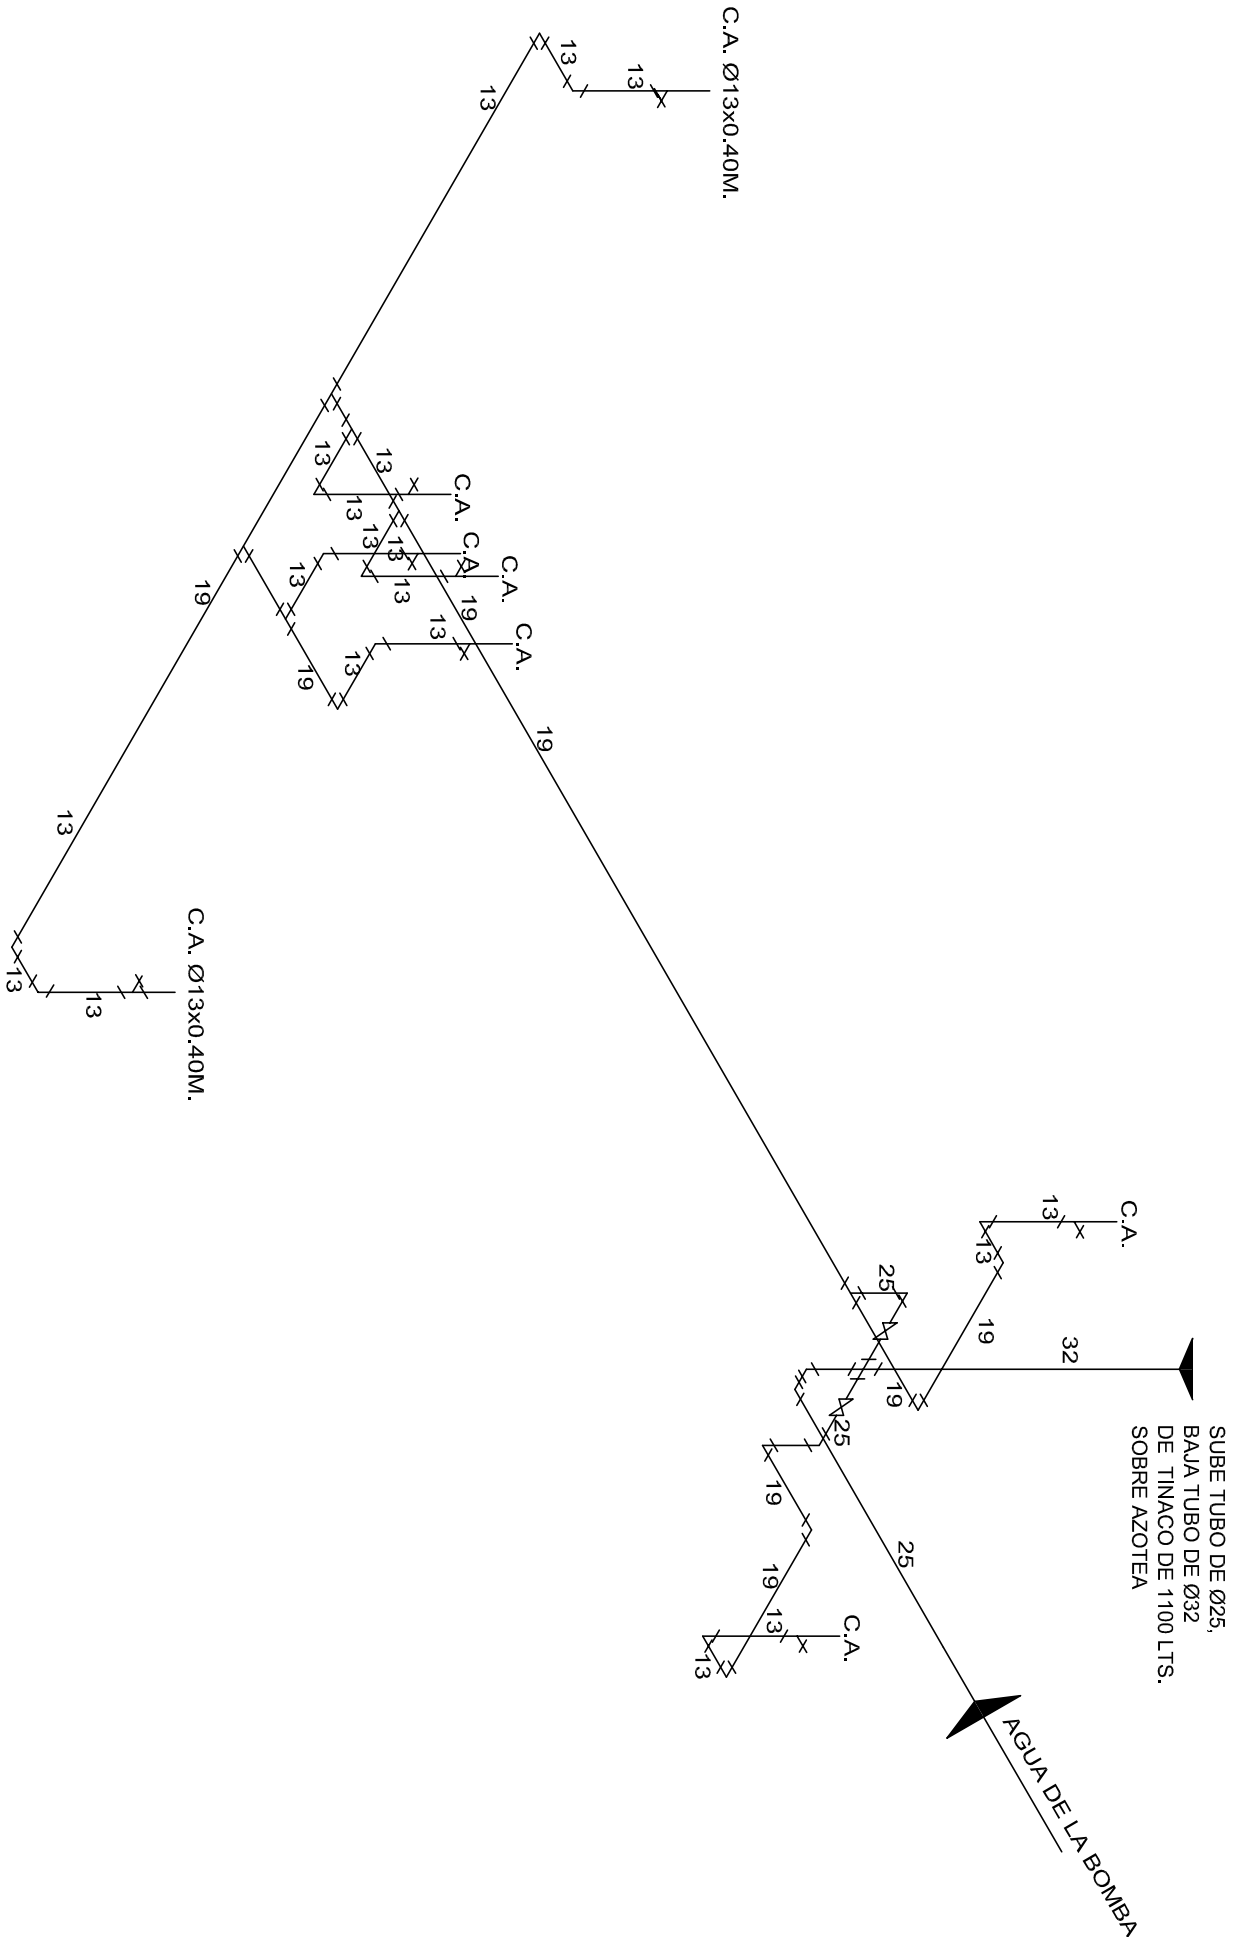 C.A. Ø13x0.40M.
13
13
13
C.A.
13
13
13
C.A.
13
13
13
C.A.
13
13
C.A.
13
13
19
19
19
19
13
13
13
C.A. Ø13x0.40M.
C.A.
13
13
19
25
32
19
25
19
19
13
13
C.A.
25
SUBE TUBO DE Ø25,
BAJA TUBO DE Ø32
DE TINACO DE 1100 LTS.
SOBRE AZOTEA
AGUA DE LA BOMBA